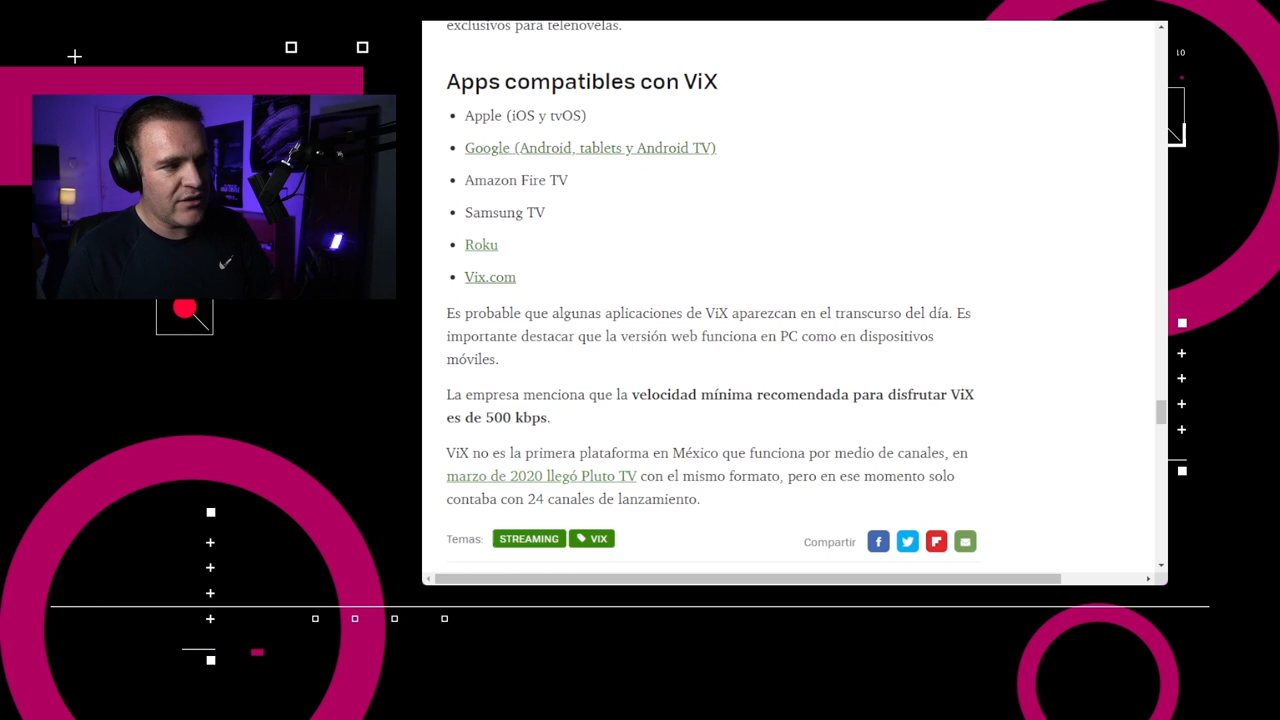 exclusivos para telenovelas.
Apps compatibles con ViX
Apple (iOS y tvOS)
Google (Android, tablets y Android TV)
Amazon Fire TV
Samsung TV
Roku
Vix.com
Es probable que algunas aplicaciones de ViX aparezcan en el transcurso del día. Es
importante destacar que la versión web funciona en PC como en dispositivos
móviles.
La empresa menciona que la velocidad mínima recomendada para disfrutar ViX
es de 500 kbps.
ViX no es la primera plataforma en México que funciona por medio de canales, en
marzo de 2020 llegó Pluto TV con el mismo formato, pero en ese momento solo
contaba con 24 canales de lanzamiento.
Temas: STREAMING VIX Compartir